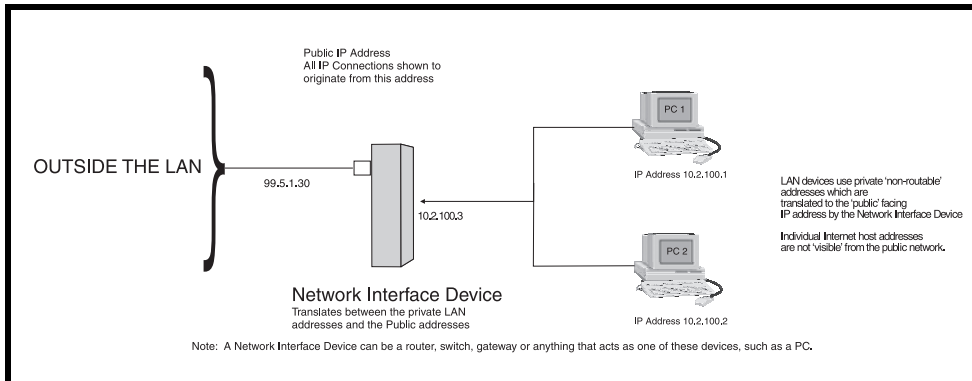 Public IP Address
All IP Connections shown to
originate from this address
OUTSIDE THE LAN
99.5.1.30
10.2.100.3
PC 1
IP Address 10.2.100.1
LAN devices use private 'non-routable'
addresses which are
translated to the 'public' facing
IP address by the Network Interface Device
Individual Internet host addresses
are not 'visible' from the public network.
PC 2
IP Address 10.2.100.2
Network Interface Device
Translates between the private LAN
addresses and the Public addresses
Note: A Network Interface Device can be a router, switch, gateway or anything that acts as one of these devices, such as a PC.